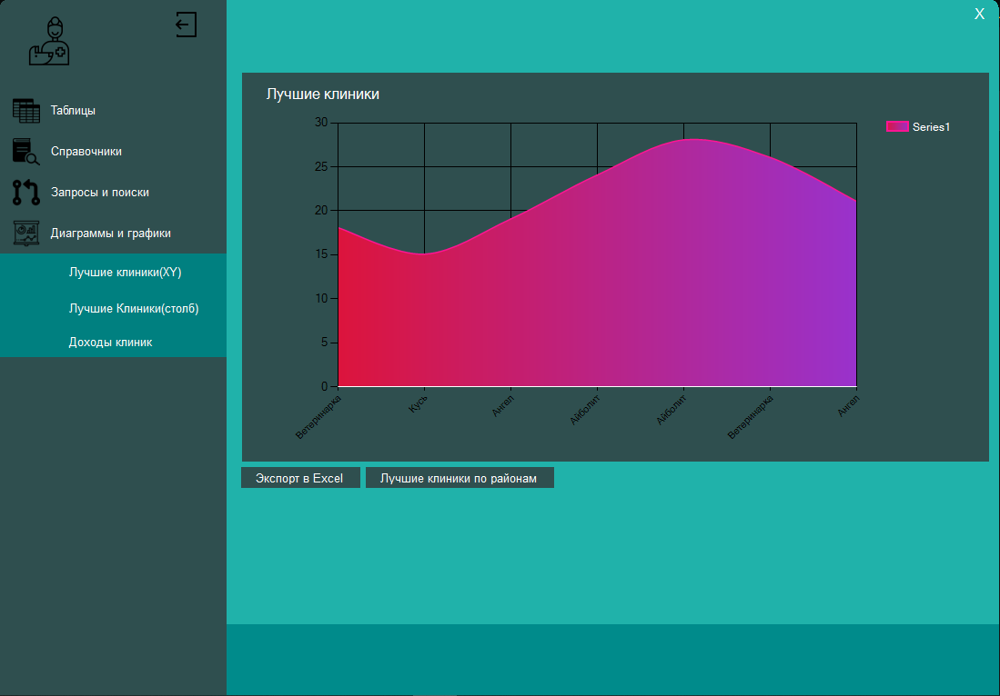 X
Таблицы
Справочники
Запросы и поиски
Диаграммы и графики
Лучшие клиники(XY)
Лучшие Клиники(столб)
Доходы клиник
Лучшие клиники
30
25
20
15
10
5
0
Ветеринарка
Кусь
Ангел
Айболит
Айболит
Ветеринарка
Ангел
Series1
Экспорт в Excel
Лучшие клиники по районам